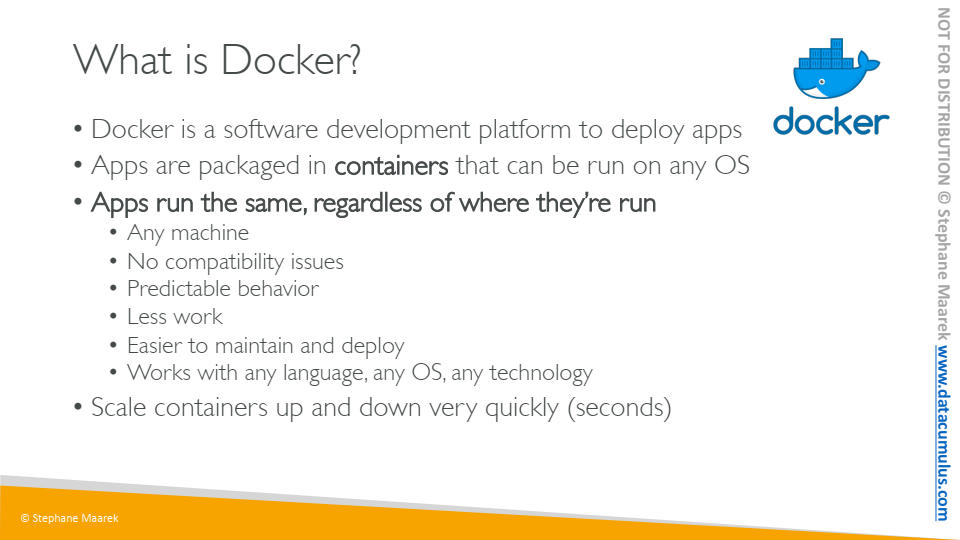 What is Docker?
docker
• Docker is a software development platform to deploy apps
• Apps are packaged in containers that can be run on any OS
• Apps run the same, regardless of where they're run
• Any machine
• No compatibility issues
• Predictable behavior
• Less work
• Easier to maintain and deploy
• Works with any language, any OS, any technology
• Scale containers up and down very quickly (seconds)
© Stephane Maarek
NOT FOR DISTRIBUTION © Stephane Maarek www.datacumulus.com